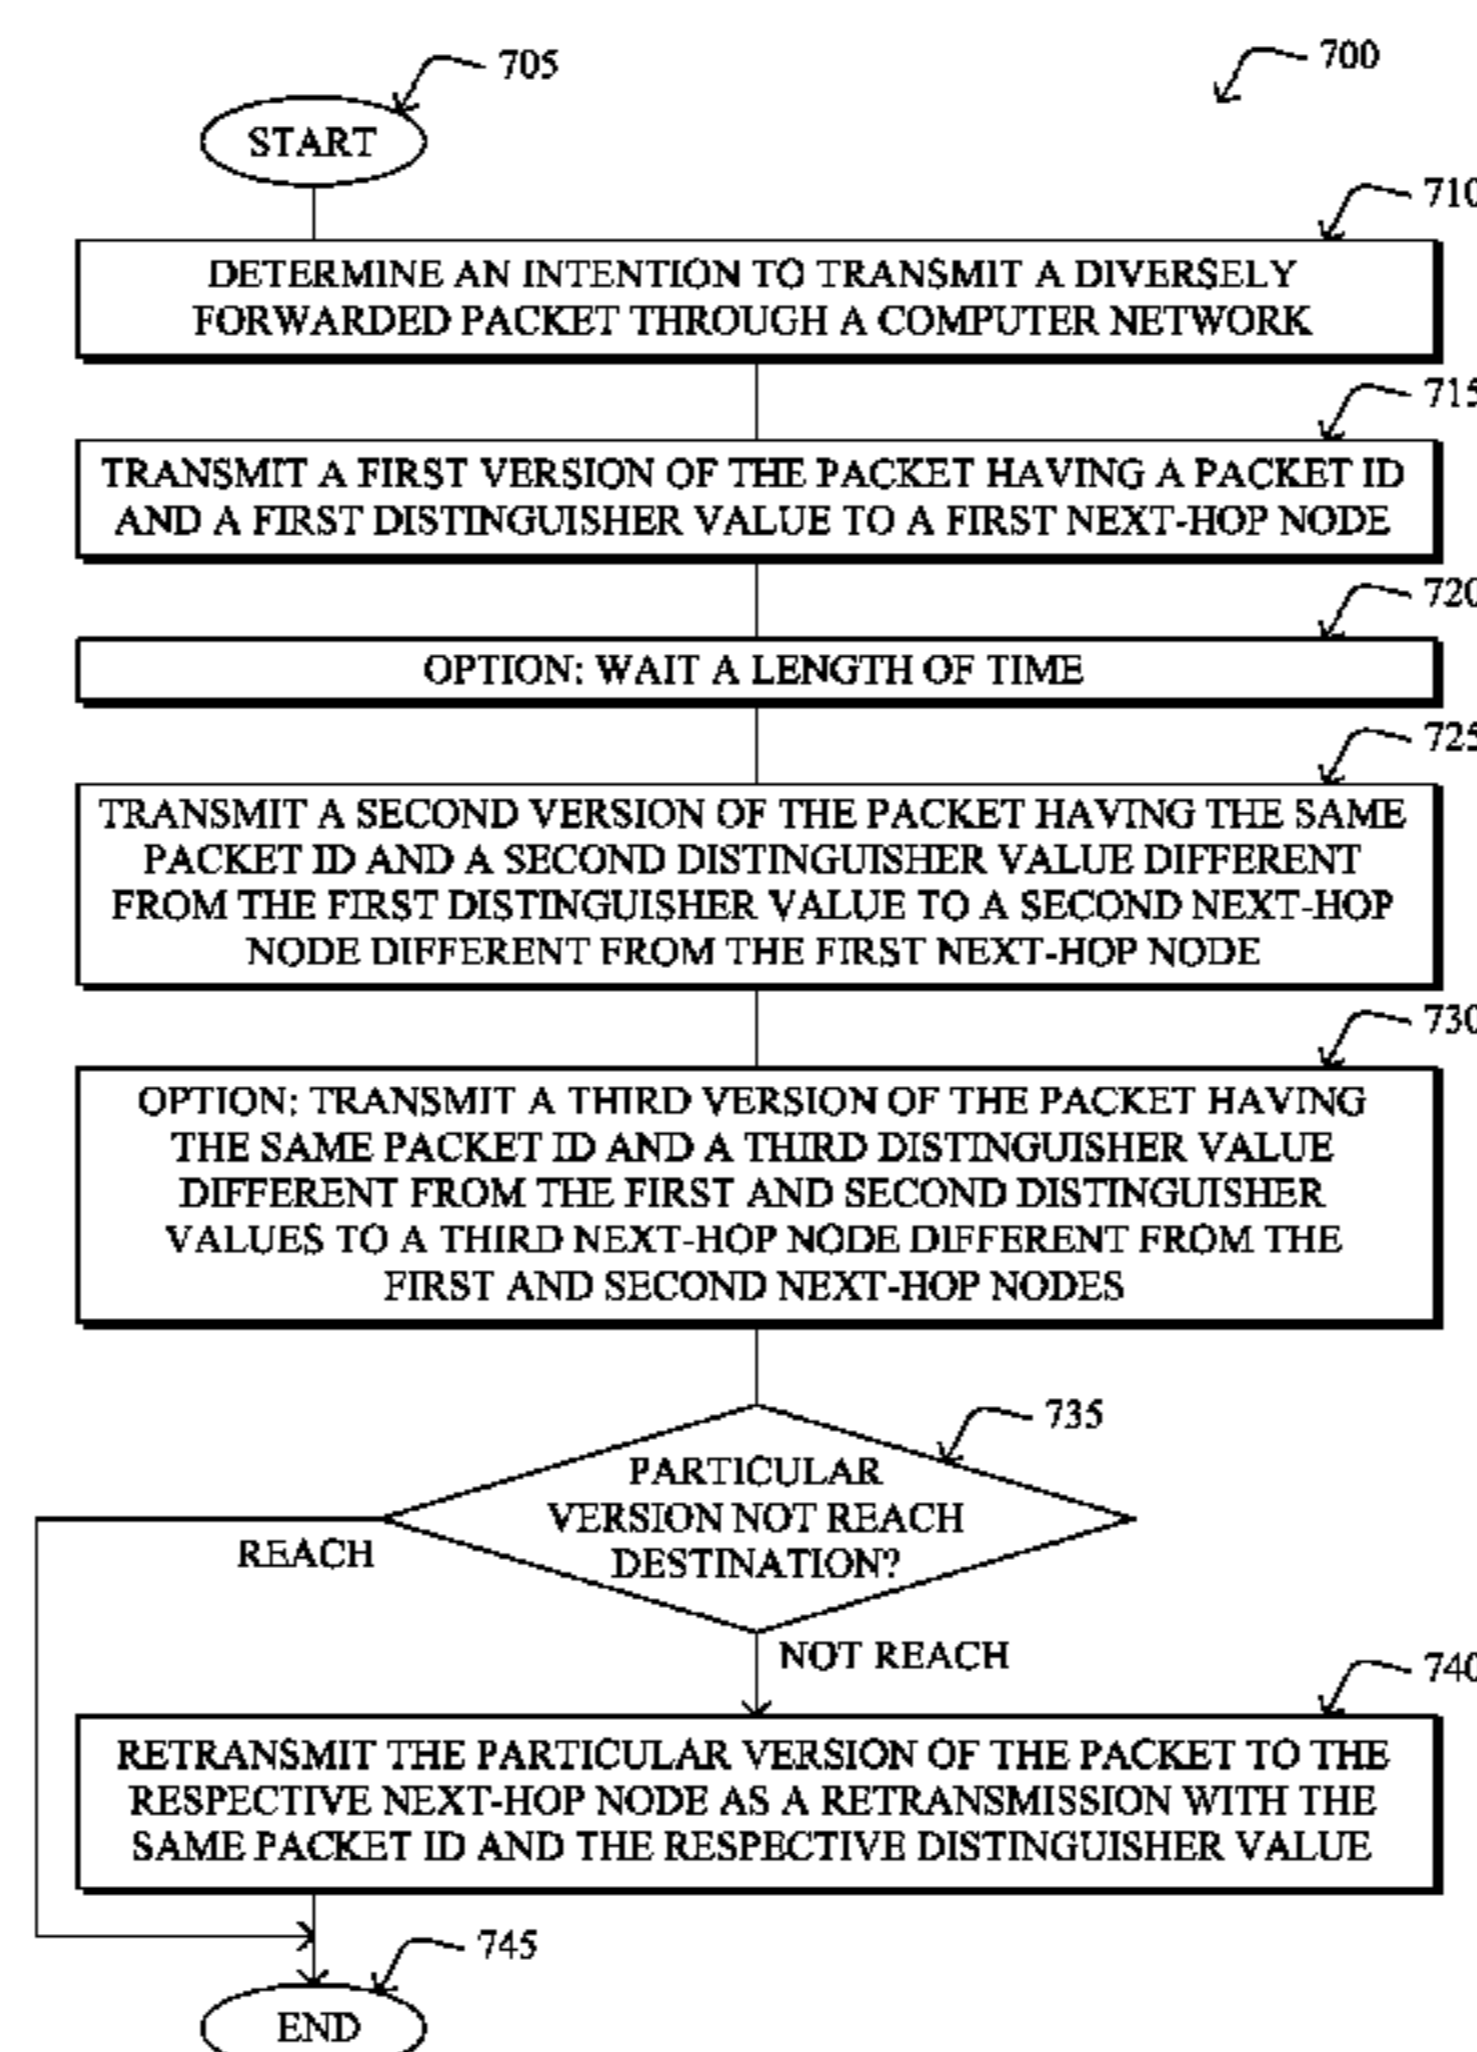 705
700
START
710
DETERMINE AN INTENTION TO TRANSMIT A DIVERSELY
FORWARDED PACKET THROUGH A COMPUTER NETWORK
715
TRANSMIT A FIRST VERSION OF THE PACKET HAVING A PACKET ID
AND A FIRST DISTINGUISHER VALUE TO A FIRST NEXT-HOP NODE
720
OPTION: WAIT A LENGTH OF TIME
725
TRANSMIT A SECOND VERSION OF THE PACKET HAVING THE SAME
PACKET ID AND A SECOND DISTINGUISHER VALUE DIFFERENT
FROM THE FIRST DISTINGUISHER VALUE TO A SECOND NEXT-HOP
NODE DIFFERENT FROM THE FIRST NEXT-HOP NODE
730
OPTION: TRANSMIT A THIRD VERSION OF THE PACKET HAVING
THE SAME PACKET ID AND A THIRD DISTINGUISHER VALUE
DIFFERENT FROM THE FIRST AND SECOND DISTINGUISHER
VALUES TO A THIRD NEXT-HOP NODE DIFFERENT FROM THE
FIRST AND SECOND NEXT-HOP NODES
735
PARTICULAR
VERSION NOT REACH
DESTINATION?
REACH
NOT REACH
740
RETRANSMIT THE PARTICULAR VERSION OF THE PACKET TO THE
RESPECTIVE NEXT-HOP NODE AS A RETRANSMISSION WITH THE
SAME PACKET ID AND THE RESPECTIVE DISTINGUISHER VALUE
745
END